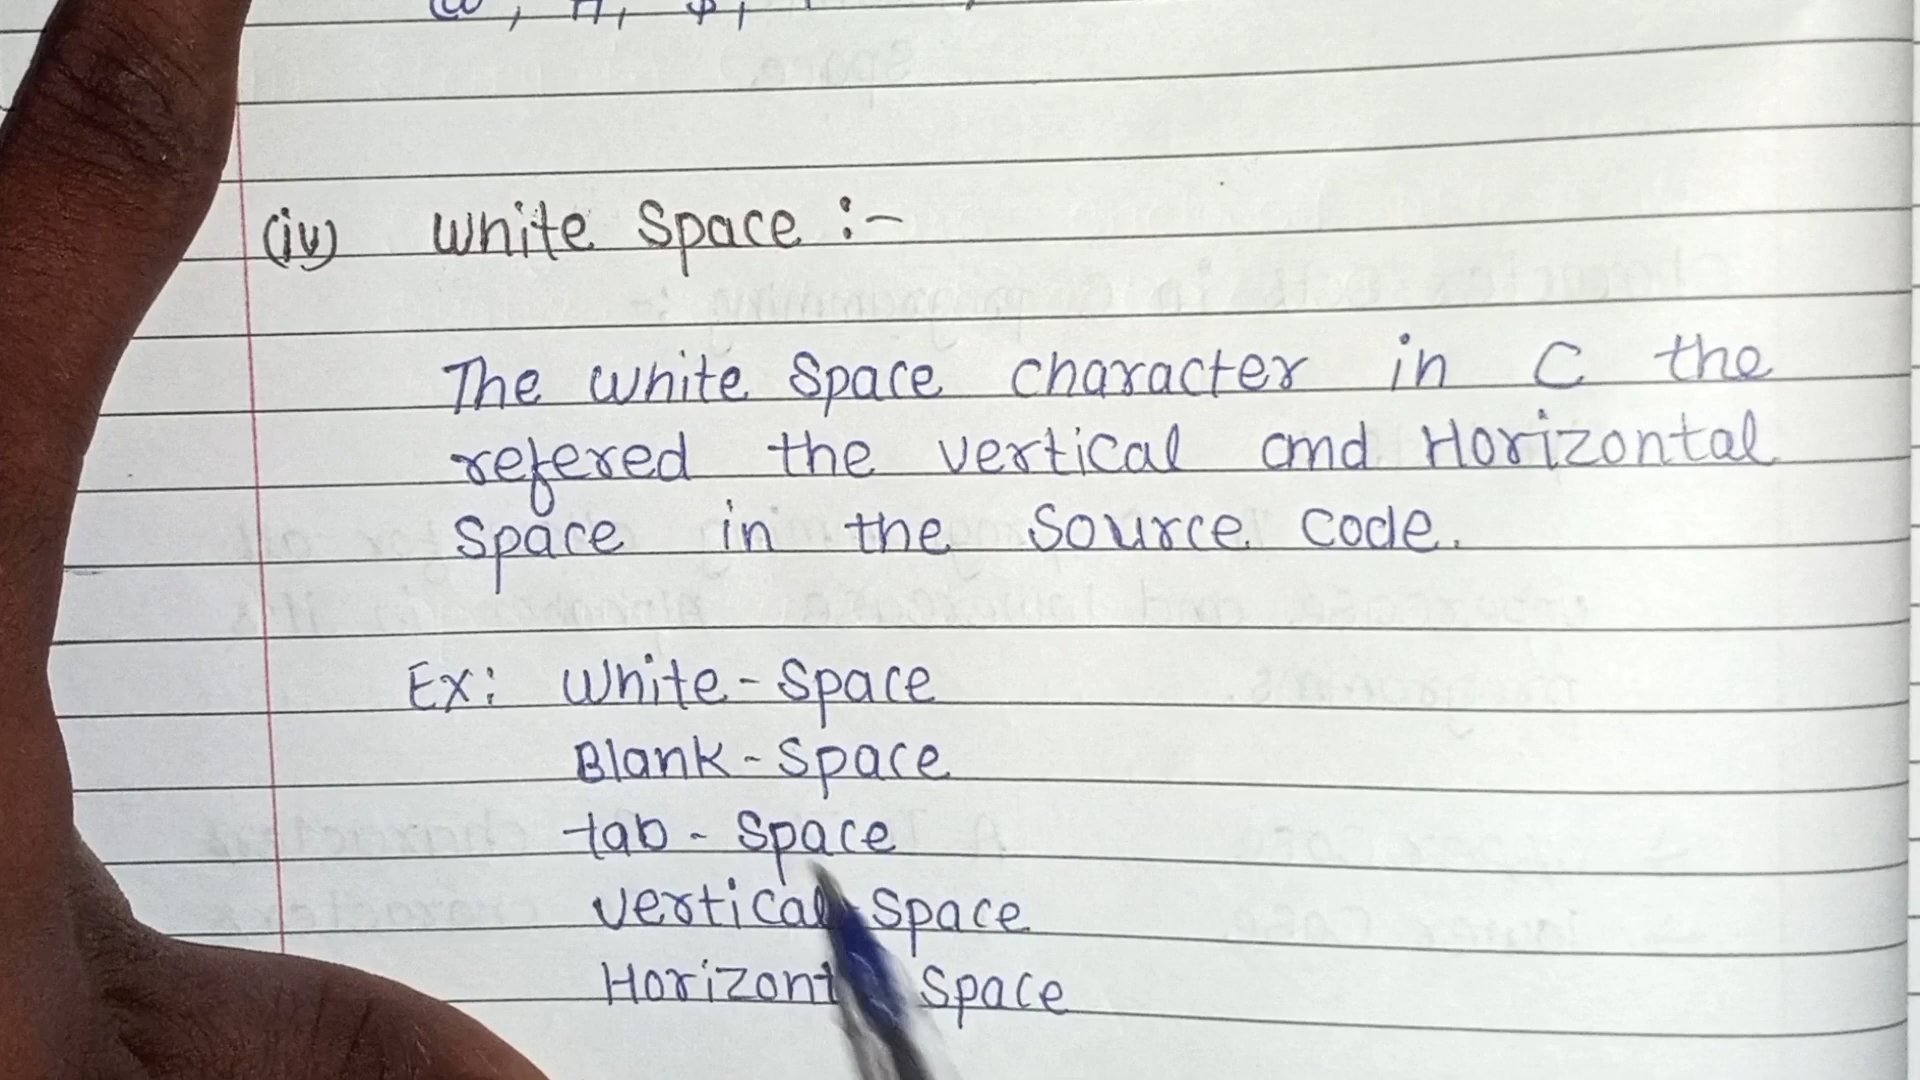 (iv) White Space :-
The white space character in C the
refered the vertical and Horizontal
Space in the Source code.
Ex: White-Space
Blank-Space
tab-Space
Vertical-Space
Space